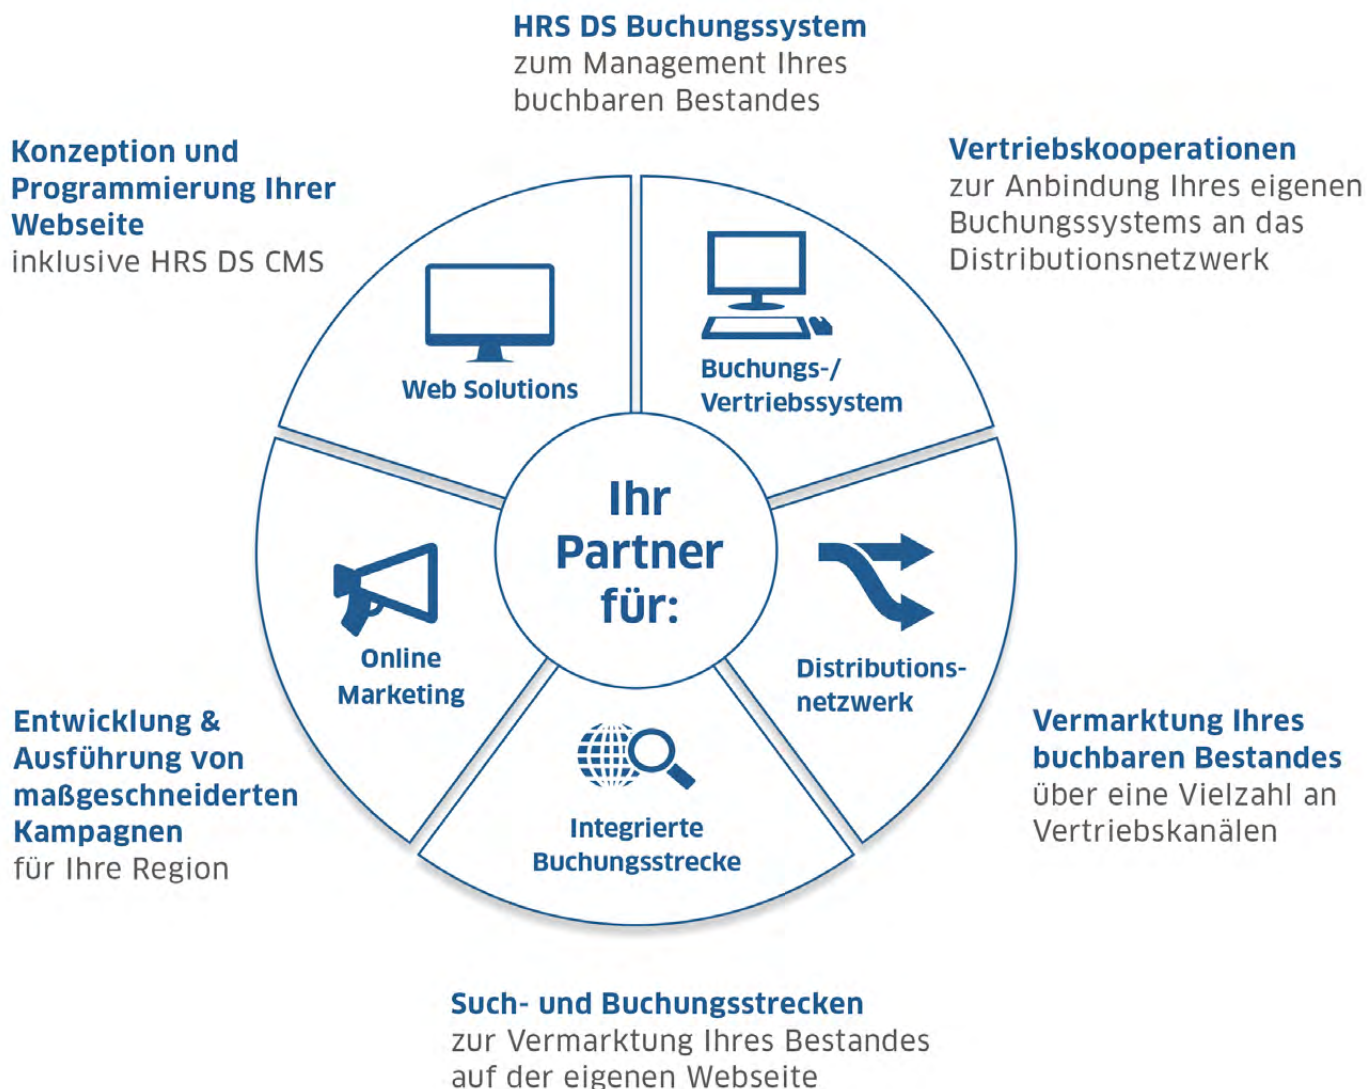 HRS DS Buchungssystem
zum Management Ihres
buchbaren Bestandes
Konzeption und
Programmierung Ihrer
Webseite
inklusive HRS DS CMS
Vertriebskooperationen
zur Anbindung Ihres eigenen
Buchungssystems an das
Distributionsnetzwerk
Web Solutions
Buchungs-/
Vertriebssystem
Ihr
Partner
für:
Online
Marketing
Distributions-
netzwerk
Integrierte
Buchungsstrecke
Entwicklung &
Ausführung von
maßgeschneiderten
Kampagnen
für Ihre Region
Vermarktung Ihres
buchbaren Bestandes
über eine Vielzahl an
Vertriebskanälen
Such- und Buchungsstrecken
zur Vermarktung Ihres Bestandes
auf der eigenen Webseite